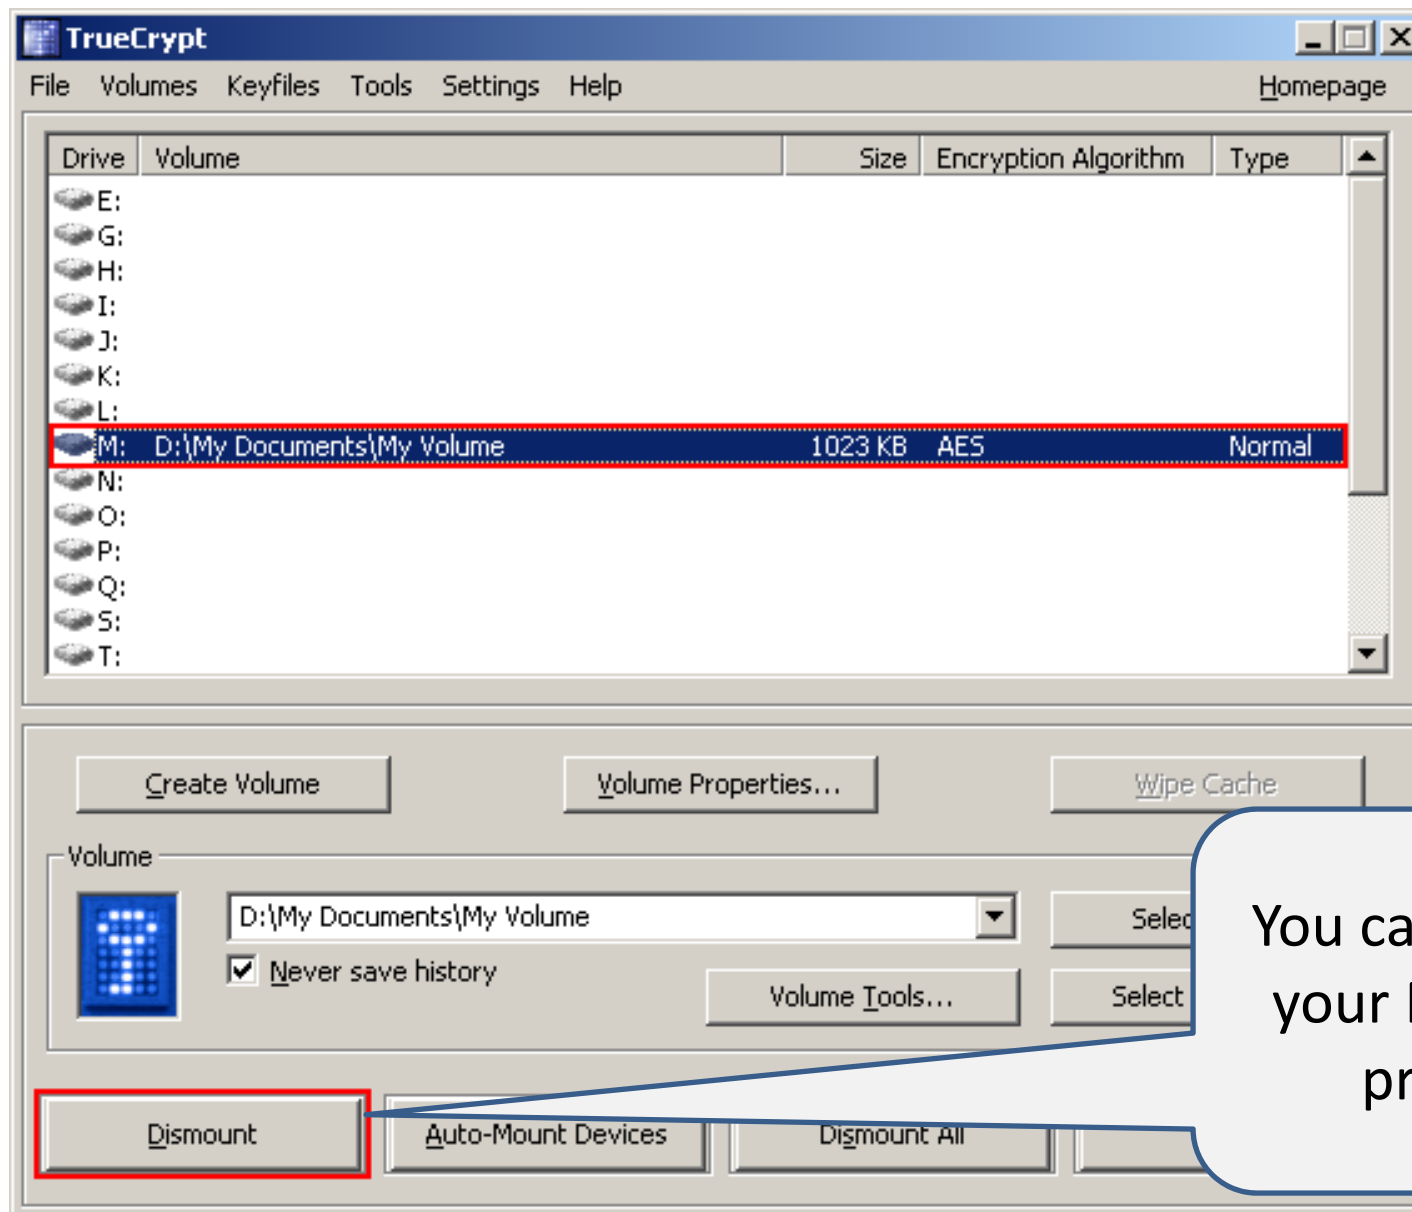 TrueCrypt
File Volumes Keyfiles Tools Settings Help Homepage
Drive Volume Size Encryption Algorithm Type
E:
G:
H:
I:
J:
K:
L:
M: D:\My Documents\My Volume 1023 KB AES Normal
N:
O:
P:
Q:
S:
T:
Create Volume Volume Properties... Wipe Cache
Volume
D:\My Documents\My Volume
Never save history
Volume Tools...
Select
You
your
Dismount Auto-Mount Devices Dismount All